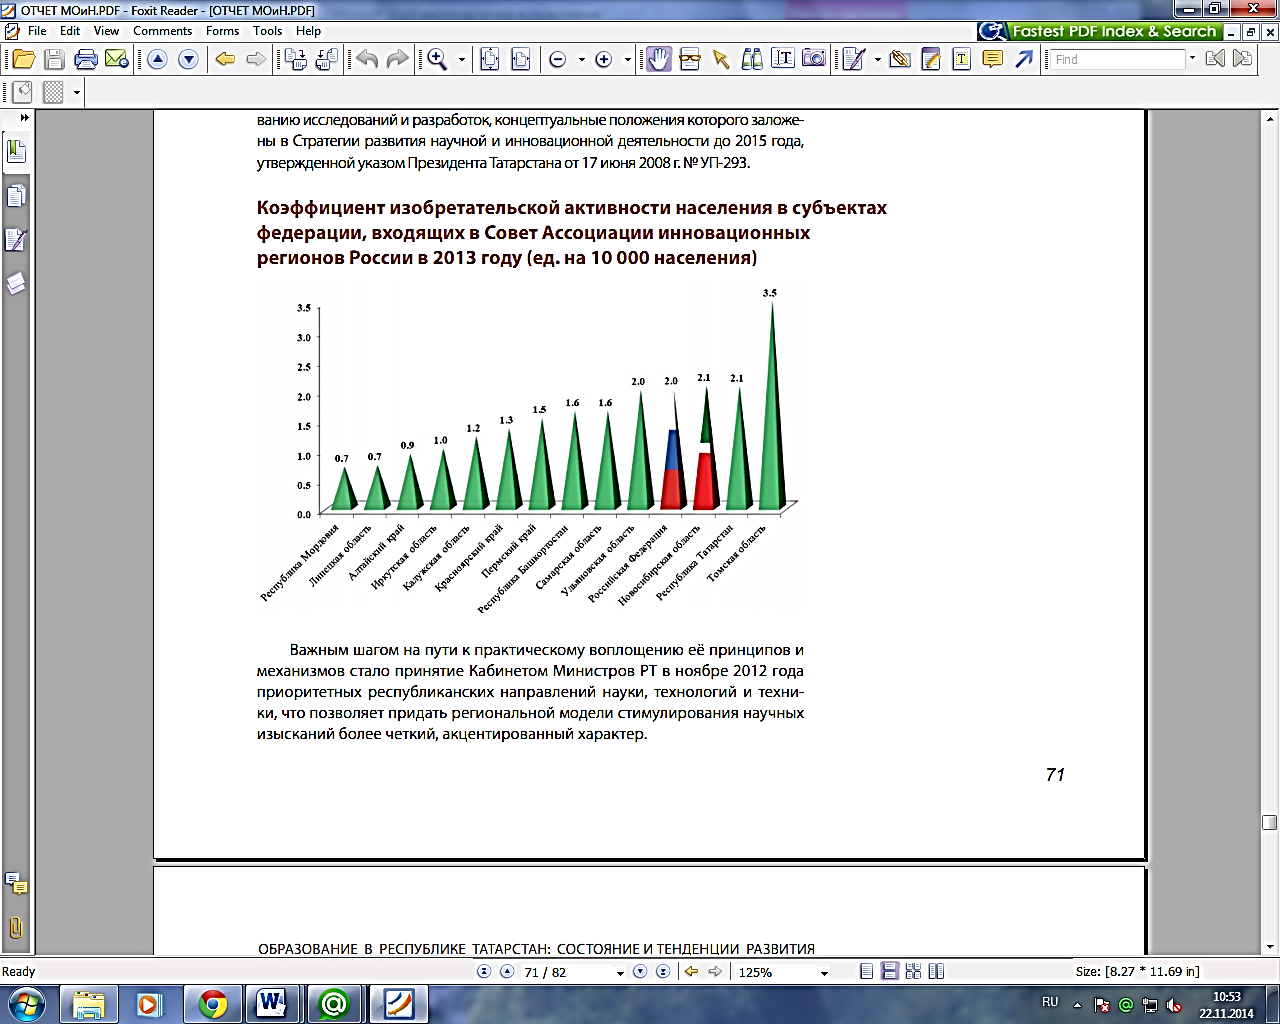 ОТЧЕТ МОиН.PDF - Foxit Reader - [ОТЧЕТ МОиН.PDF]
File Edit View Comments Forms Tools Help
Fastest PDF Index & Search
Find
ванию исследований и разработок, концептуальные положения которого заложе-
ны в Стратегии развития научной и инновационной деятельности до 2015 года,
утвержденной указом Президента Татарстана от 17 июня 2008 г. № УП-293.
Коэффициент изобретательской активности населения в субъектах
федерации, входящих в Совет Ассоциации инновационных
регионов России в 2013 году (ед. на 10 000 населения)
3.5
3.0
2.5
2.0
1.5
1.0
0.5
0.0
0.7
0.7
0.9
1.0
1.2
1.3
1.5
1.6
1.6
2.0
2.0
2.1
2.1
3.5
Республика Мордовия
Липецкая область
Алтайский край
Иркутская область
Калужская область
Красноярский край
Пермский край
Республика Башкортостан
Самарская область
Ульяновская область
Российская Федерация
Новосибирская область
Республика Татарстан
Томская область
Важным шагом на пути к практическому воплощению её принципов и
механизмов стало принятие Кабинетом Министров РТ в ноябре 2012 года
приоритетных республиканских направлений науки, технологий и техни-
ки, что позволяет придать региональной модели стимулирования научных
изысканий более четкий, акцентированный характер.
71
ОБРАЗОВАНИЕ В РЕСПУБЛИКЕ ТАТАРСТАН: СОСТОЯНИЕ И ТЕНДЕНЦИИ РАЗВИТИЯ
Ready
71 / 82
125%
Size: [8.27 * 11.69 in]
RU
10:53
22.11.2014